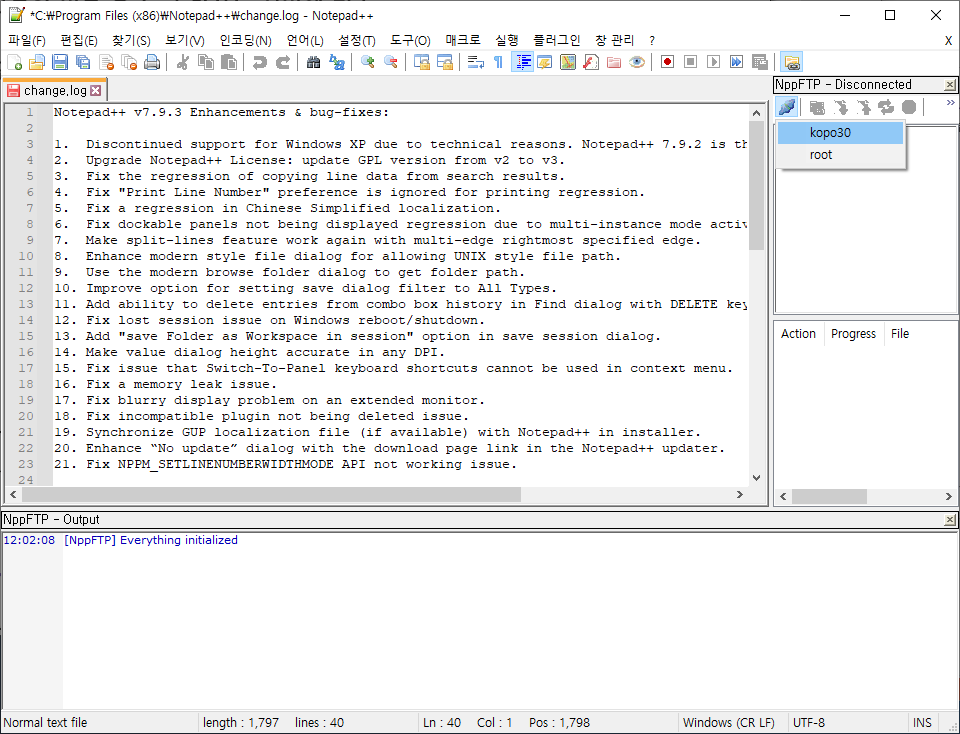 *C:₩Program Files (x86)₩Notepad++₩change.log - Notepad++
파일(F) 편집(E) 찾기(S) 보기(V) 인코딩(N) 언어(L) 설정(T) 도구(O) 매크로 실행 플러그인 창 관리 ? X
change.log
1 Notepad++ v7.9.3 Enhancements & bug-fixes:
2
3 1. Discontinued support for Windows XP due to technical reasons. Notepad++ 7.9.2 is th
4 2. Upgrade Notepad++ License: update GPL version from v2 to v3.
5 3. Fix the regression of copying line data from search results.
6 4. Fix "Print Line Number" preference is ignored for printing regression.
7 5. Fix a regression in Chinese Simplified localization.
8 6. Fix dockable panels not being displayed regression due to multi-instance mode activ
9 7. Make split-lines feature work again with multi-edge rightmost specified edge.
10 8. Enhance modern style file dialog for allowing UNIX style file path.
11 9. Use the modern browse folder dialog to get folder path.
12 10. Improve option for setting save dialog filter to All Types.
13 11. Add ability to delete entries from combo box history in Find dialog with DELETE key
14 12. Fix lost session issue on Windows reboot/shutdown.
15 13. Add "save Folder as Workspace in session" option in save session dialog.
16 14. Make value dialog height accurate in any DPI.
17 15. Fix issue that Switch-To-Panel keyboard shortcuts cannot be used in context menu.
18 16. Fix a memory leak issue.
19 17. Fix blurry display problem on an extended monitor.
20 18. Fix incompatible plugin not being deleted issue.
21 19. Synchronize GUP localization file (if available) with Notepad++ in installer.
22 20. Enhance “No update” dialog with the download page link in the Notepad++ updater.
23 21. Fix NPPM_SETLINENUMBERWIDTHMODE API not working issue.
24
NppFTP - Disconnected
kopo30
root
Action Progress File
NppFTP - Output
12:02:08 [NppFTP] Everything initialized
Normal text file length : 1,797 lines : 40 Ln : 40 Col : 1 Pos : 1,798 Windows (CR LF) UTF-8 INS